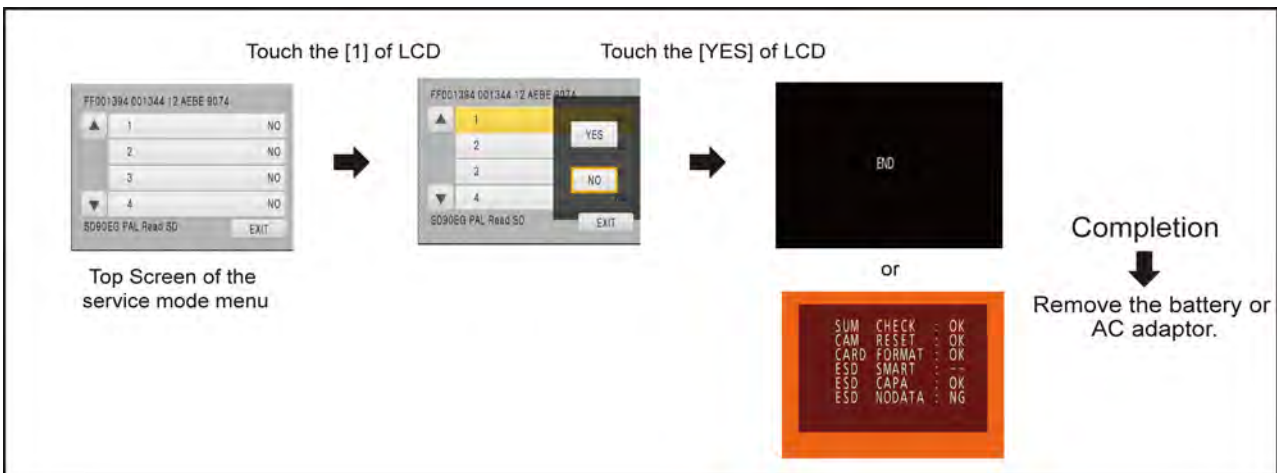 Touch the [1] of LCD
Touch the [YES] of LCD
FF001394 001344 12 AEBE 9074
1 NO
2 NO
3 NO
4 NO
SD90EG PAL Read SD EXIT
Top Screen of the
service mode menu
FF001394 001344 12 AEBE 9074
1
YES
2
3
NO
4
SD90EG PAL Read SD EXIT
END
or
SUM CHECK : OK
CAM RESET : OK
CARD FORMAT : OK
ESD SMART : --
ESD CAPA : OK
ESD NODATA : NG
Completion
Remove the battery or
AC adaptor.